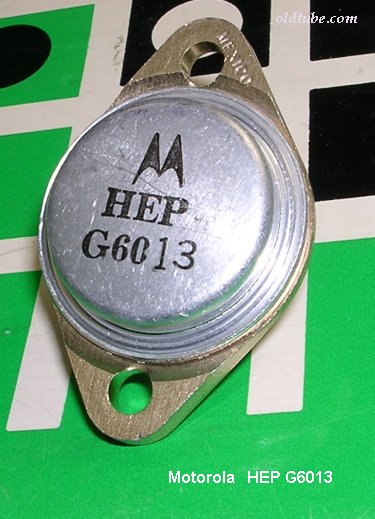 oldtube.com
MEXICO
HEP
G6013
Motorola HEP G6013